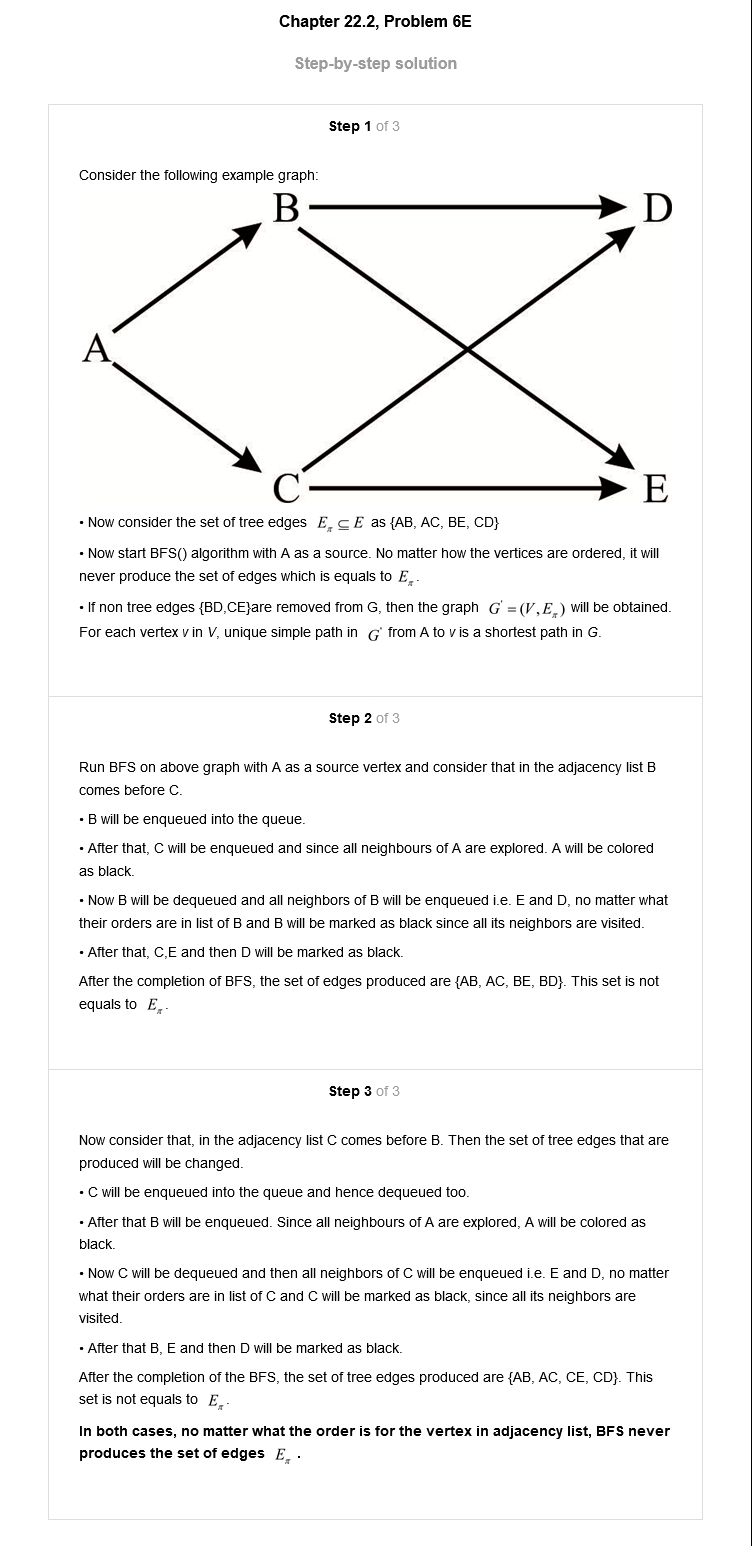 Chapter 22.2, Problem 6E
Step-by-step solution
Step 1 of 3
Consider the following example graph:
B D
A
C E
• Now consider the set of tree edges E_π ⊆ E as {AB, AC, BE, CD}
• Now start BFS() algorithm with A as a source. No matter how the vertices are ordered, it will
never produce the set of edges which is equals to E_π.
• If non tree edges {BD,CE}are removed from G, then the graph G' = (V, E_π) will be obtained.
For each vertex v in V, unique simple path in G' from A to v is a shortest path in G.
Step 2 of 3
Run BFS on above graph with A as a source vertex and consider that in the adjacency list B
comes before C.
• B will be enqueued into the queue.
• After that, C will be enqueued and since all neighbours of A are explored. A will be colored
as black.
• Now B will be dequeued and all neighbors of B will be enqueued i.e. E and D, no matter what
their orders are in list of B and B will be marked as black since all its neighbors are visited.
• After that, C,E and then D will be marked as black.
After the completion of BFS, the set of edges produced are {AB, AC, BE, BD}. This set is not
equals to E_π.
Step 3 of 3
Now consider that, in the adjacency list C comes before B. Then the set of tree edges that are
produced will be changed.
• C will be enqueued into the queue and hence dequeued too.
• After that B will be enqueued. Since all neighbours of A are explored, A will be colored as
black.
• Now C will be dequeued and then all neighbors of C will be enqueued i.e. E and D, no matter
what their orders are in list of C and C will be marked as black, since all its neighbors are
visited.
• After that B, E and then D will be marked as black.
After the completion of the BFS, the set of tree edges produced are {AB, AC, CE, CD}. This
set is not equals to E_π.
In both cases, no matter what the order is for the vertex in adjacency list, BFS never
produces the set of edges E_π .